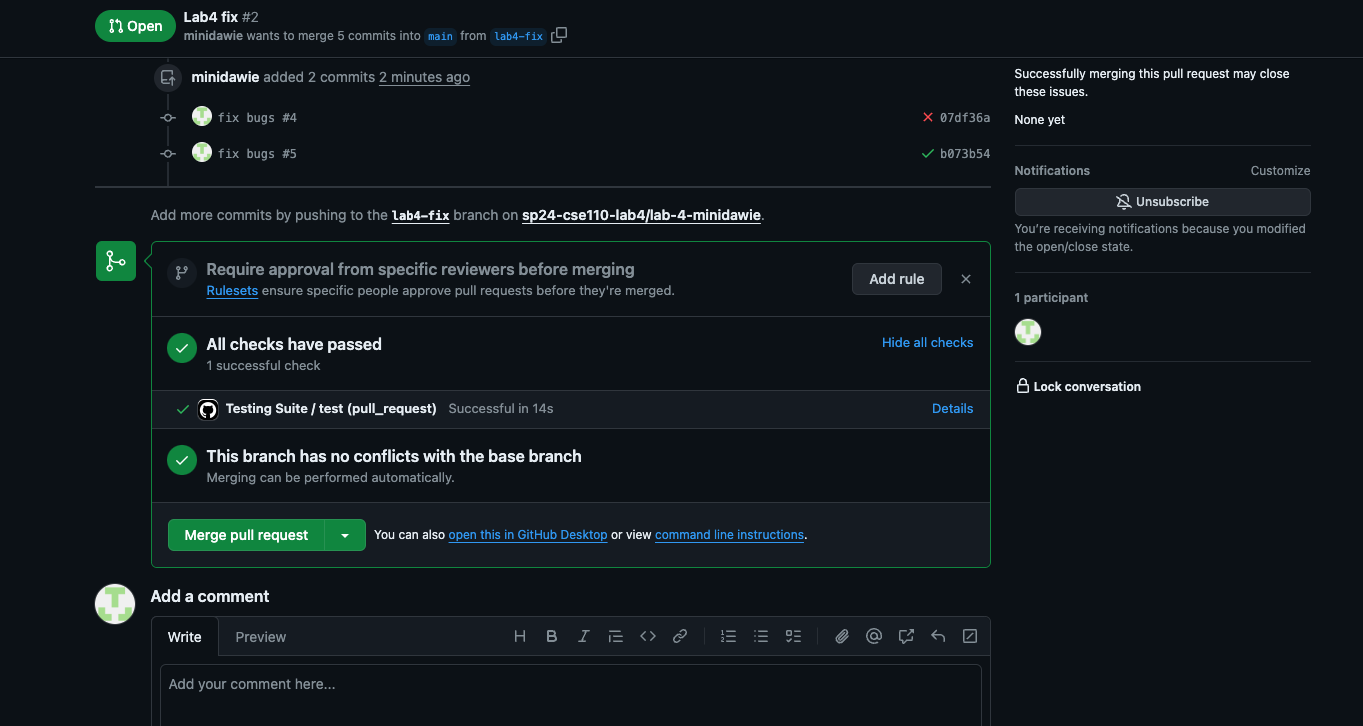 Open
Lab4 fix #2
minidawie wants to merge 5 commits into main from lab4-fix
minidawie added 2 commits 2 minutes ago
fix bugs #4
07df36a
fix bugs #5
b073b54
Add more commits by pushing to the lab4-fix branch on sp24-cse110-lab4/lab-4-minidawie.
Require approval from specific reviewers before merging
Rulesets ensure specific people approve pull requests before they're merged.
Add rule
All checks have passed
1 successful check
Hide all checks
Testing Suite / test (pull_request) Successful in 14s
Details
This branch has no conflicts with the base branch
Merging can be performed automatically.
Merge pull request
You can also open this in GitHub Desktop or view command line instructions.
Add a comment
Write
Preview
Add your comment here...
Successfully merging this pull request may close
these issues.
None yet
Notifications
Customize
Unsubscribe
You're receiving notifications because you modified
the open/close state.
1 participant
Lock conversation